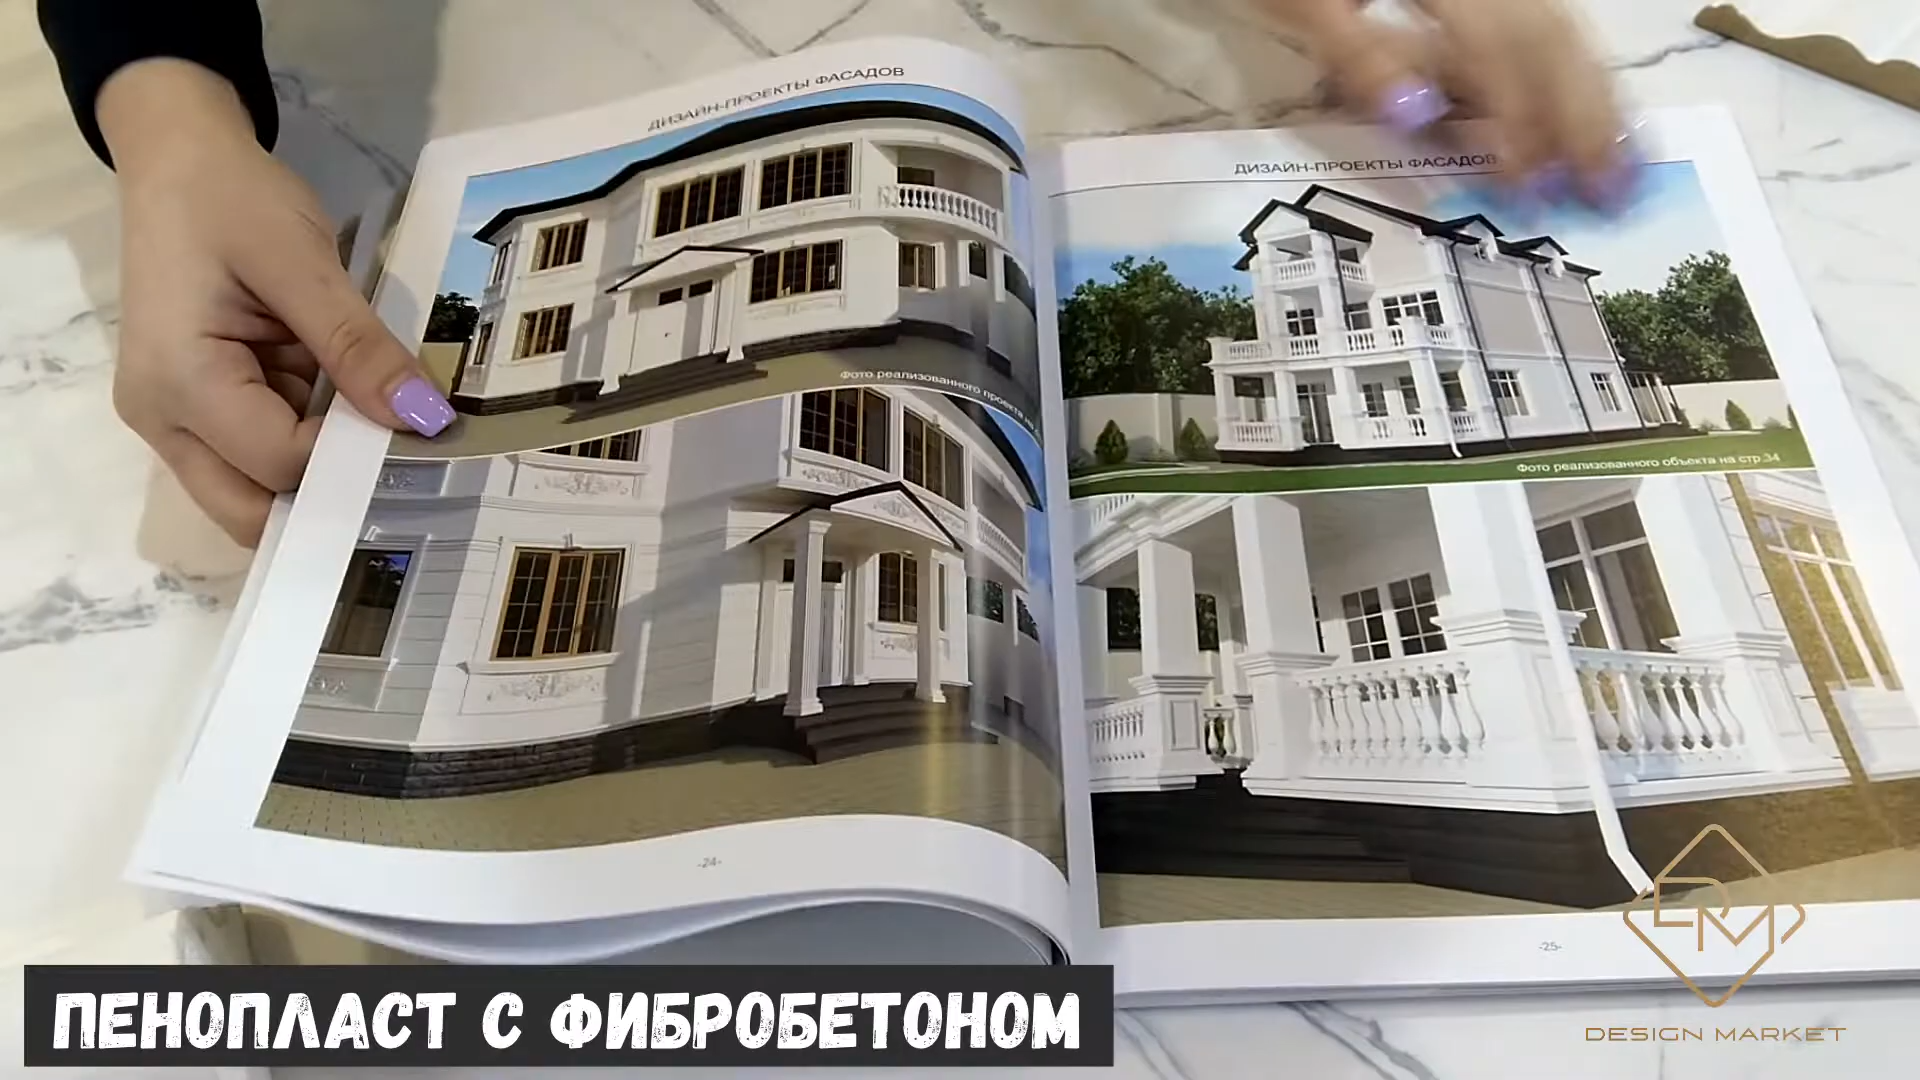 ДИЗАЙН-ПРОЕКТЫ ФАСАДОВ
Фото реализованного проекта на
-24-
ДИЗАЙН-ПРОЕКТЫ ФАСАДОВ
Фото реализованного объекта на стр.34
-25-
ПЕНОПЛАСТ С ФИБРОБЕТОНОМ
DM
DESIGN MARKET